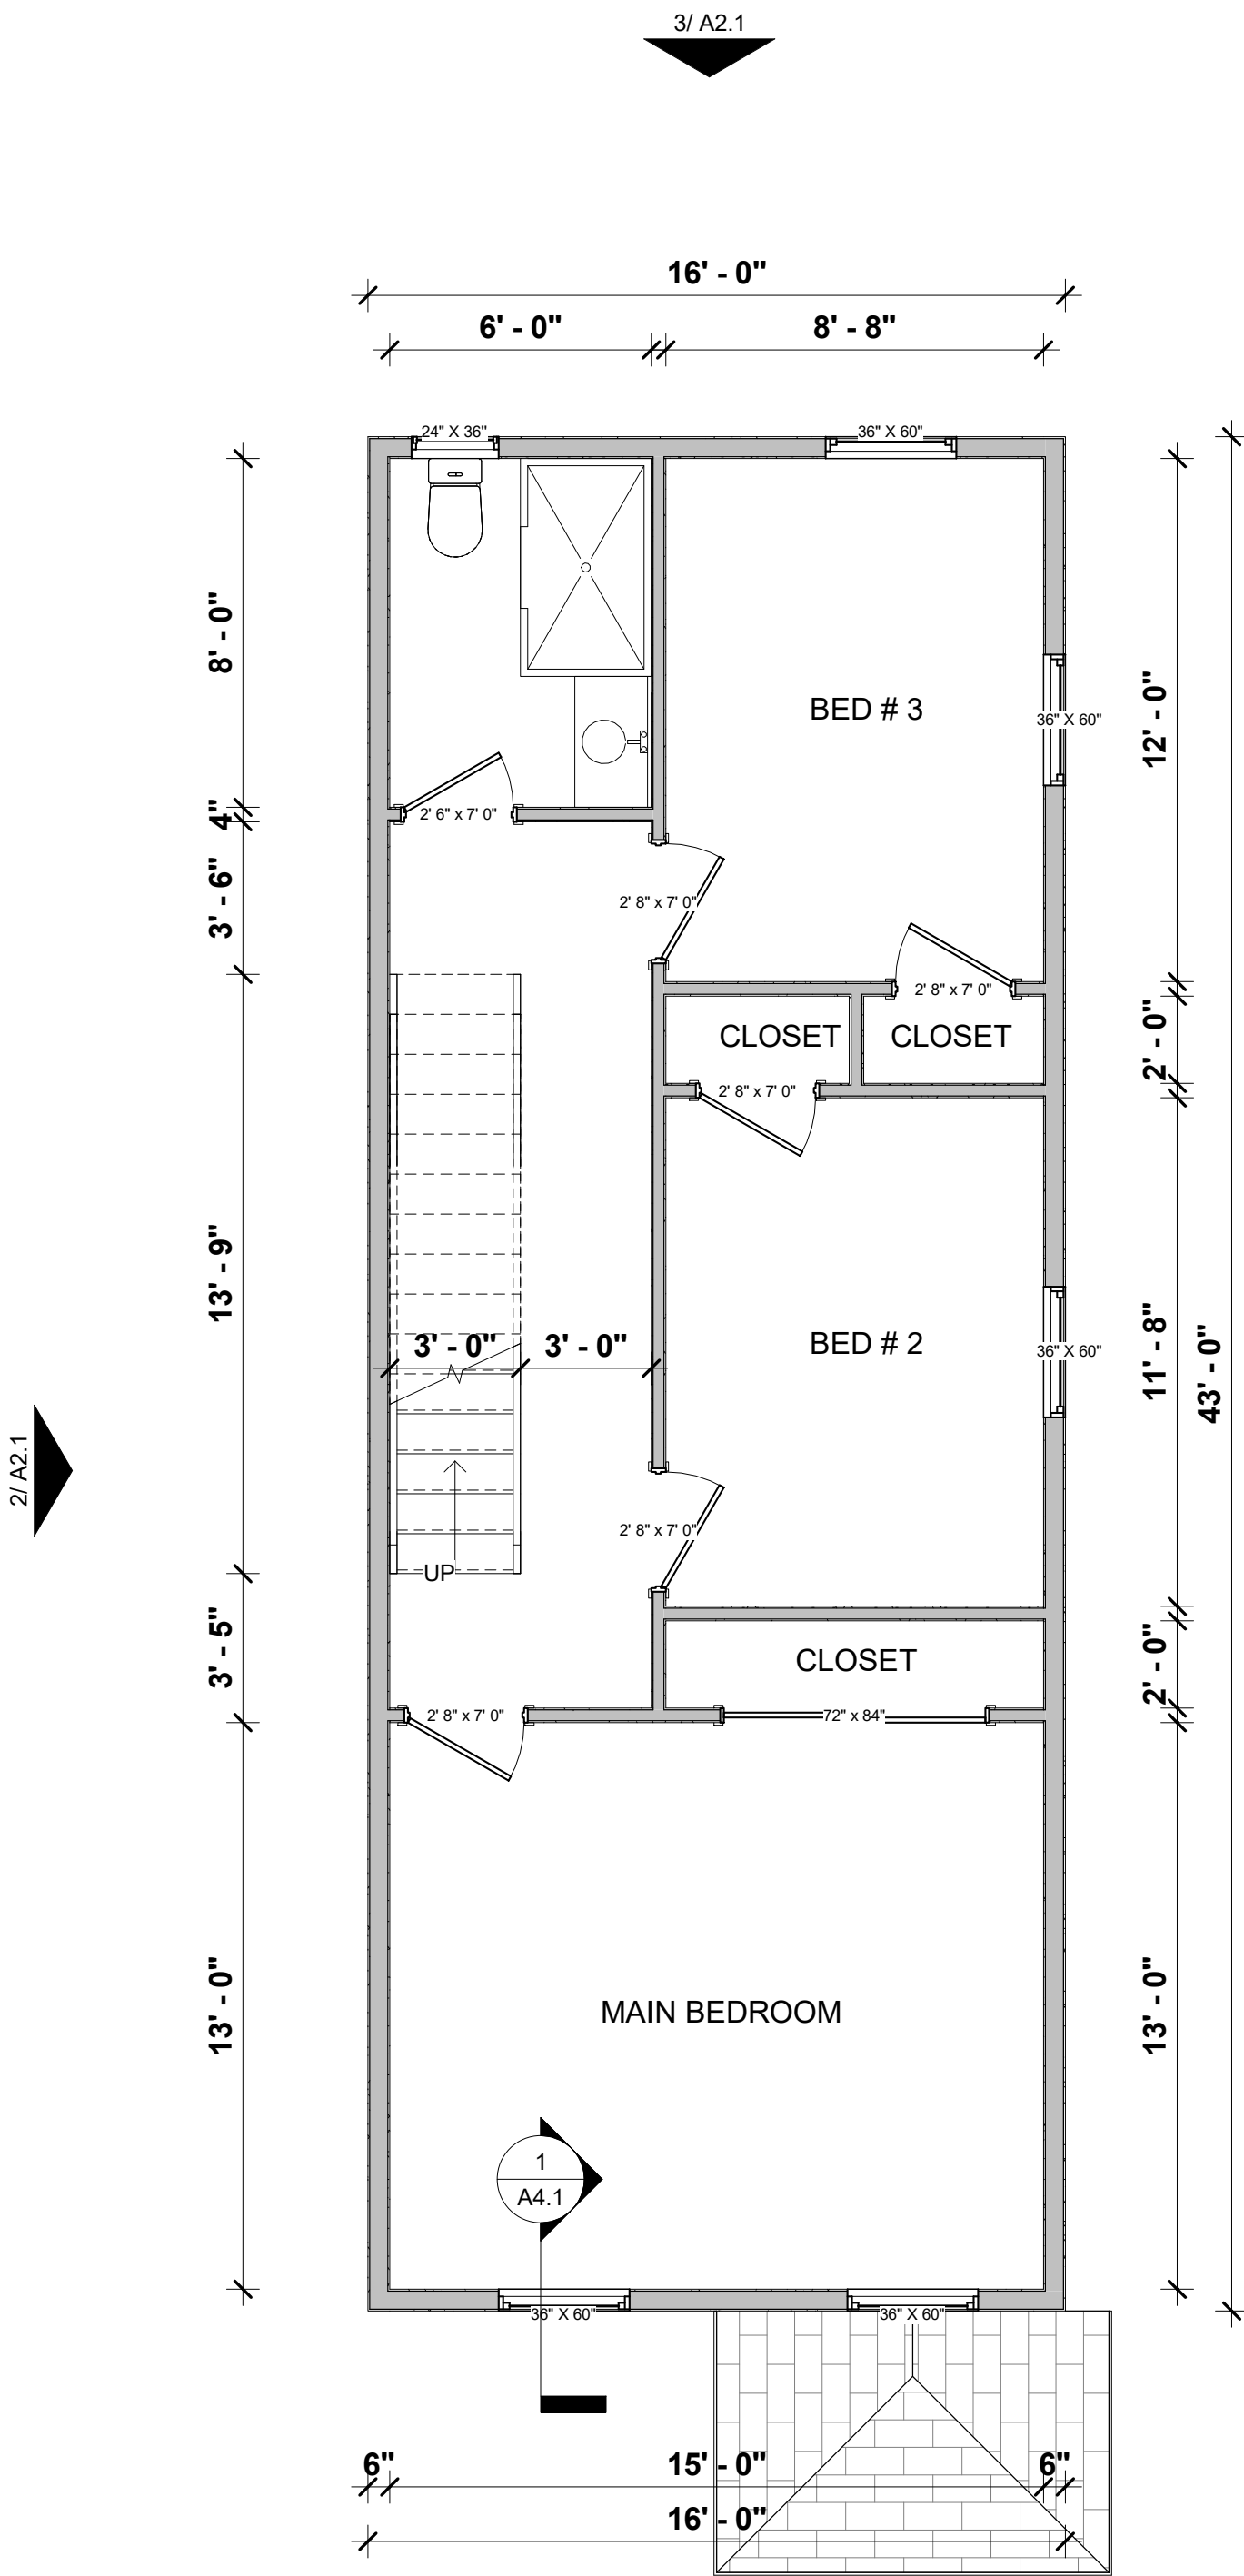 3/ A2.1
16' - 0"
6' - 0"
8' - 8"
24" X 36"
36" X 60"
8' - 0"
BED # 3
12' - 0"
36" X 60"
4"
2' 6" x 7' 0"
3' - 6"
2' 8" x 7' 0"
2' 8" x 7' 0"
CLOSET
CLOSET
2' - 0"
2' 8" x 7' 0"
13' - 9"
3' - 0"
3' - 0"
BED # 2
36" X 60"
11' - 8"
43' - 0"
2/ A2.1
2' 8" x 7' 0"
UP
3' - 5"
CLOSET
2' - 0"
2' 8" x 7' 0"
72" x 84"
13' - 0"
MAIN BEDROOM
13' - 0"
1
A4.1
36" X 60"
36" X 60"
6"
15' - 0"
6"
16' - 0"